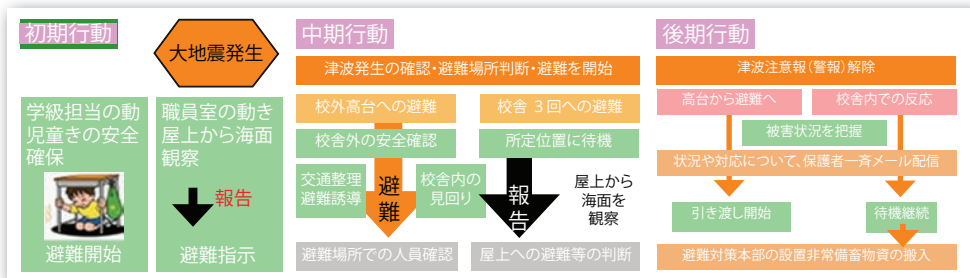 初期行動
大地震発生
学級担当の動
児童きの安全
確保
避難開始
職員室の動き
屋上から海面
観察
報告
避難指示
中期行動
津波発生の確認・避難場所判断・避難を開始
校外高台への避難
校舎 3回への避難
校舎外の安全確認
所定位置に待機
交通整理
避難誘導
避難
校舎内の
見回り
報告
屋上から
海面を
観察
避難場所での人員確認
屋上への避難等の判断
後期行動
津波注意報(警報)解除
高台から避難へ
校舎内での反応
被害状況を把握
状況や対応について、保護者一斉メール配信
引き渡し開始
待機継続
避難対策本部の設置非常備畜物資の搬入